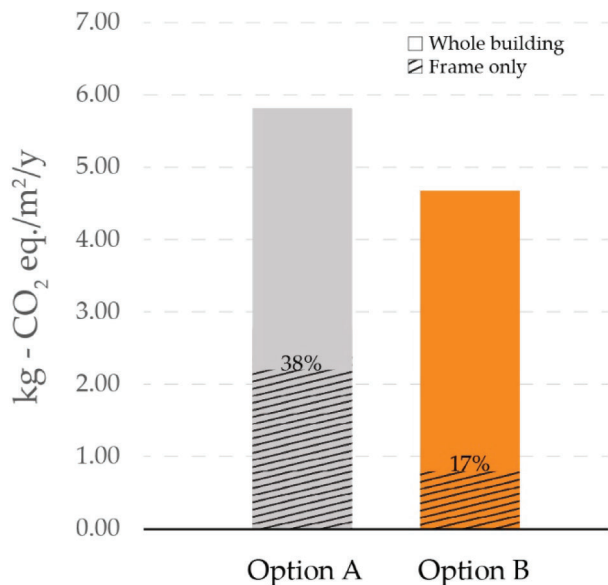 7.00
6.00
5.00
4.00
3.00
2.00
1.00
0.00
kg - CO₂ eq./m²/y
Whole building
Frame only
38%
17%
Option A
Option B